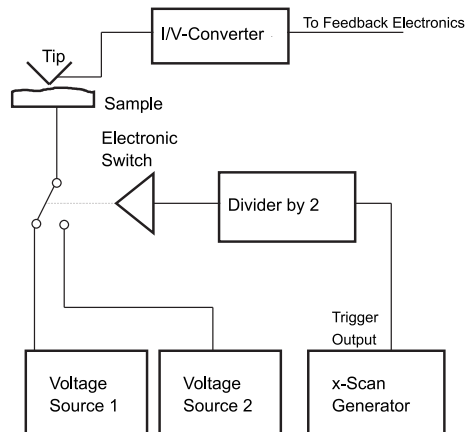 To Feedback Electronics
I/V-Converter
Tip
Sample
Electronic
Switch
Divider by 2
Trigger
Output
Voltage
Source 1
Voltage
Source 2
x-Scan
Generator